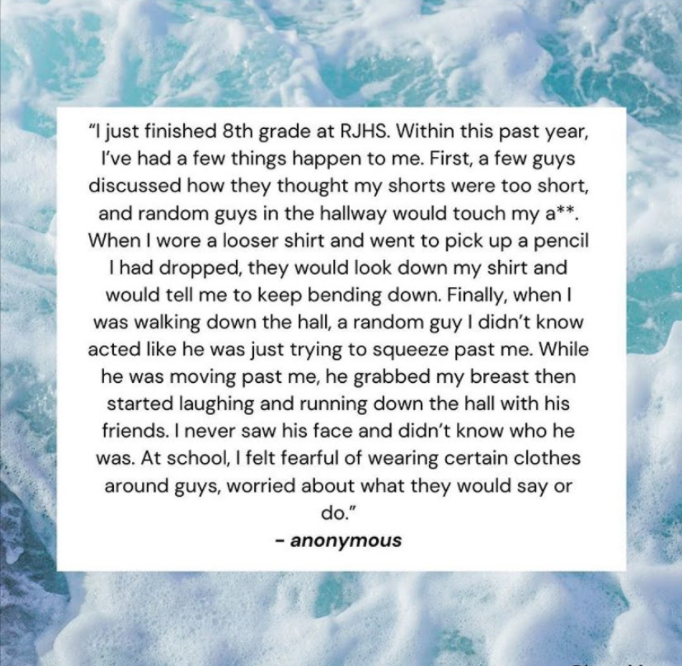 “I just finished 8th grade at RJHS. Within this past year,
I’ve had a few things happen to me. First, a few guys
discussed how they thought my shorts were too short,
and random guys in the hallway would touch my a**.
When I wore a looser shirt and went to pick up a pencil
I had dropped, they would look down my shirt and
would tell me to keep bending down. Finally, when I
was walking down the hall, a random guy I didn’t know
acted like he was just trying to squeeze past me. While
he was moving past me, he grabbed my breast then
started laughing and running down the hall with his
friends. I never saw his face and didn’t know who he
was. At school, I felt fearful of wearing certain clothes
around guys, worried about what they would say or
do.”
- anonymous